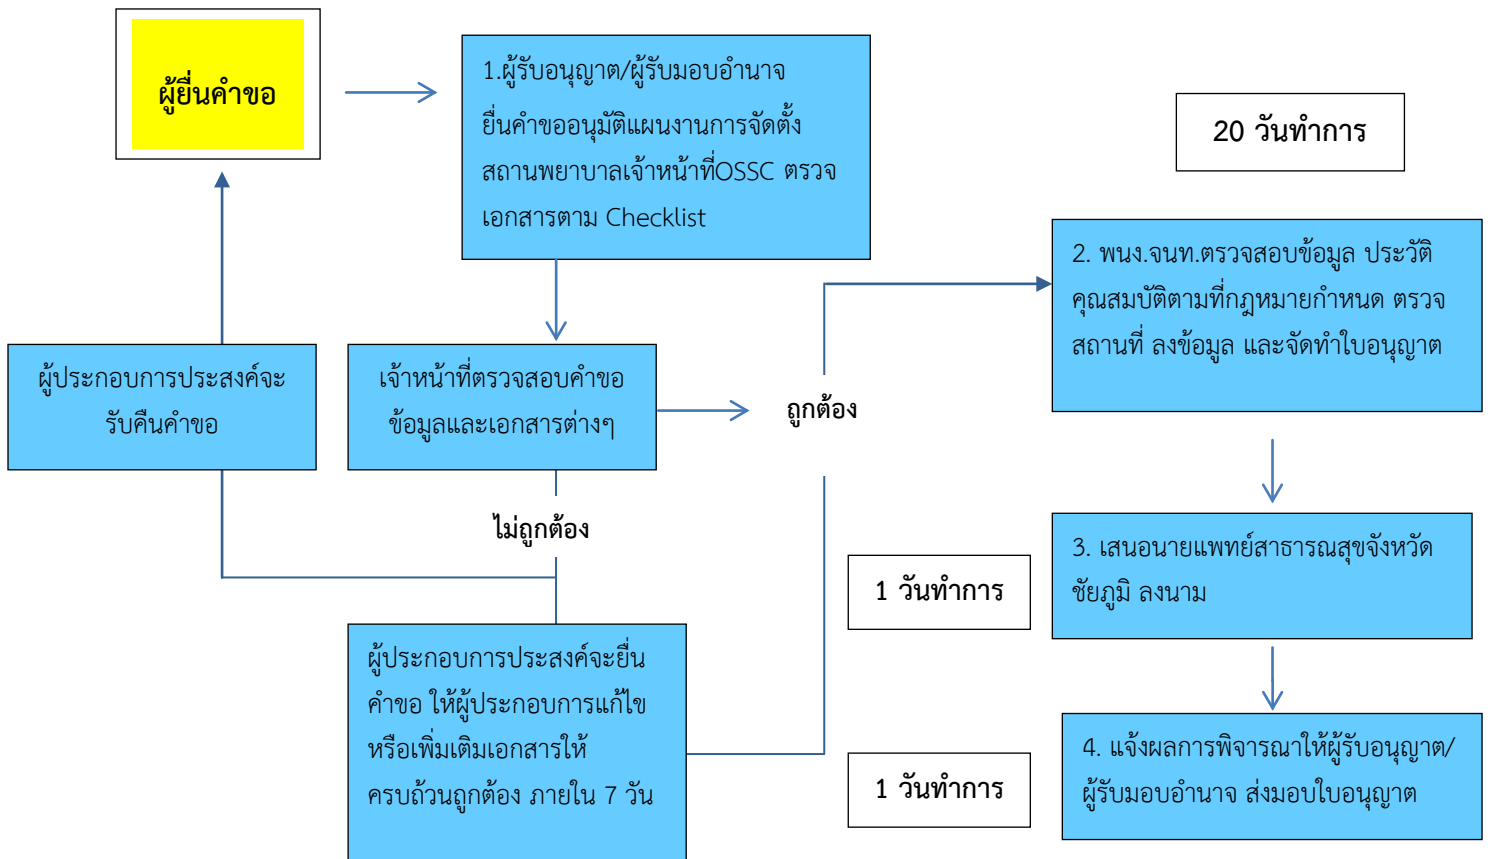 ผู้ยื่นคำขอ
1.ผู้รับอนุญาต/ผู้รับมอบอำนาจ
ยื่นคำขออนุมัติแผนงานการจัดตั้ง
สถานพยาบาลเจ้าหน้าที่OSSC ตรวจ
เอกสารตาม Checklist
20 วันทำการ
2. พนง.จนท.ตรวจสอบข้อมูล ประวัติ
คุณสมบัติตามที่กฎหมายกำหนด ตรวจ
สถานที่ ลงข้อมูล และจัดทำใบอนุญาต
ผู้ประกอบการประสงค์จะ
รับคืนคำขอ
เจ้าหน้าที่ตรวจสอบคำขอ
ข้อมูลและเอกสารต่างๆ
ถูกต้อง
ไม่ถูกต้อง
1 วันทำการ
3. เสนอนายแพทย์สาธารณสุขจังหวัด
ชัยภูมิ ลงนาม
ผู้ประกอบการประสงค์จะยื่น
คำขอ ให้ผู้ประกอบการแก้ไข
หรือเพิ่มเติมเอกสารให้
ครบถ้วนถูกต้อง ภายใน 7 วัน
1 วันทำการ
4. แจ้งผลการพิจารณาให้ผู้รับอนุญาต/
ผู้รับมอบอำนาจ ส่งมอบใบอนุญาต